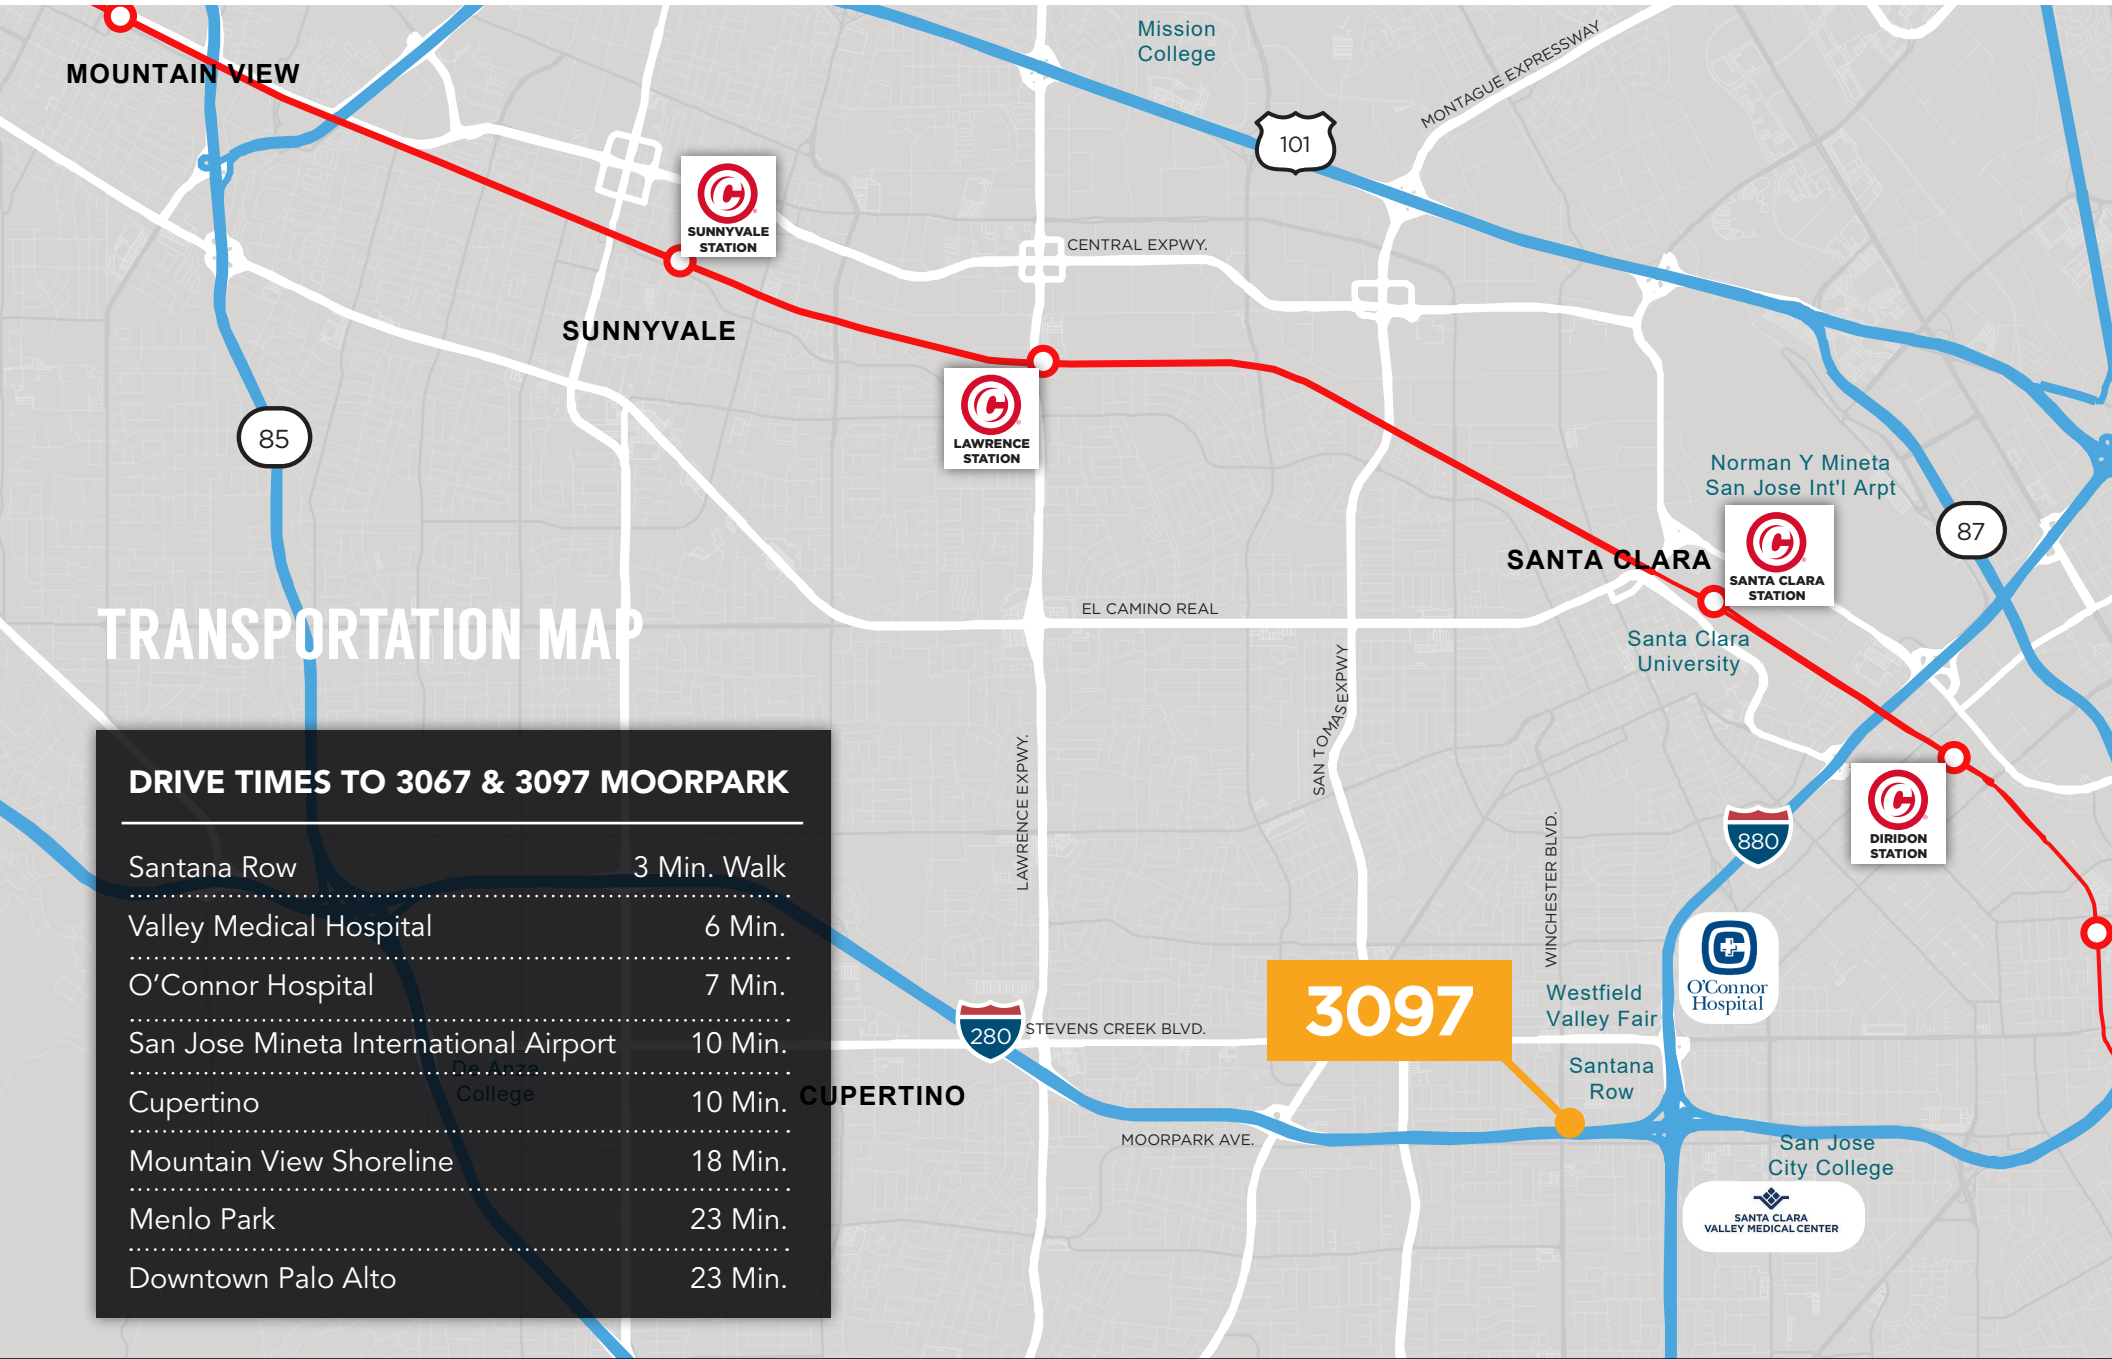 Mission
College
MONTAGUE EXPRESSWAY
MOUNTAIN VIEW
101
SUNNYVALE
STATION
CENTRAL EXPWY.
SUNNYVALE
LAWRENCE
STATION
85
Norman Y Mineta
San Jose Int'l Arpt
87
SANTA CLARA
SANTA CLARA
STATION
EL CAMINO REAL
TRANSPORTATION MAP
Santa Clara
University
SAN TOMAS EXPWY
LAWRENCE EXPWY.
WINCHESTER BLVD.
880
DIRIDON
STATION
DRIVE TIMES TO 3067 & 3097 MOORPARK
Santana Row 3 Min. Walk
Valley Medical Hospital 6 Min.
O'Connor Hospital 7 Min.
San Jose Mineta International Airport 10 Min.
Cupertino 10 Min.
Mountain View Shoreline 18 Min.
Menlo Park 23 Min.
Downtown Palo Alto 23 Min.
De Anza
College
CUPERTINO
280
STEVENS CREEK BLVD.
3097
Westfield
Valley Fair
O'Connor
Hospital
Santana
Row
MOORPARK AVE.
San Jose
City College
SANTA CLARA
VALLEY MEDICAL CENTER